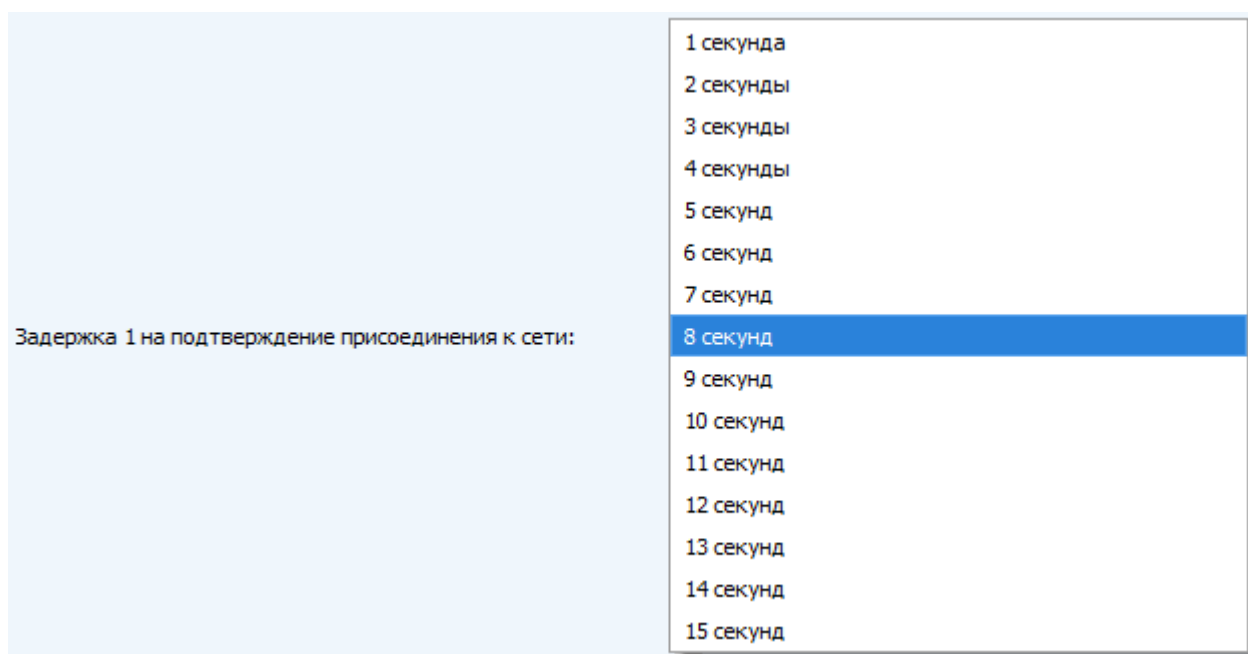 1 секунда
2 секунды
3 секунды
4 секунды
5 секунд
6 секунд
7 секунд
Задержка 1 на подтверждение присоединения к сети:
8 секунд
9 секунд
10 секунд
11 секунд
12 секунд
13 секунд
14 секунд
15 секунд